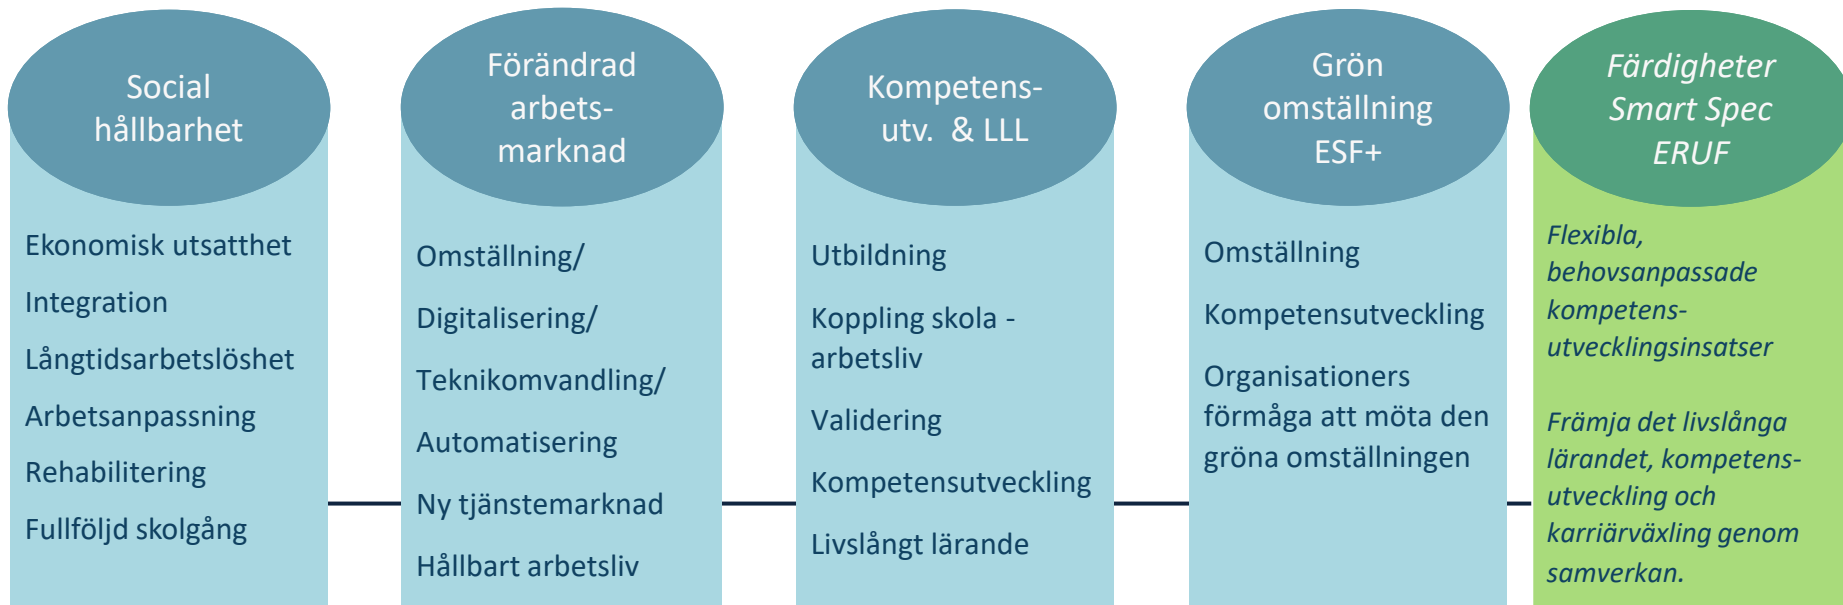 Social
hållbarhet
Ekonomisk utsatthet
Integration
Långtidsarbetslöshet
Arbetsanpassning
Rehabilitering
Fullföljd skolgång
Förändrad
arbets-
marknad
Omställning/
Digitalisering/
Teknikomvandling/
Automatisering
Ny tjänstemarknad
Hållbart arbetsliv
Kompetens-
utv. & LLL
Utbildning
Koppling skola -
arbetsliv
Validering
Kompetensutveckling
Livslångt lärande
Grön
omställning
ESF+
Omställning
Kompetensutveckling
Organisationers
förmåga att möta den
gröna omställningen
Färdigheter
Smart Spec
ERUF
Flexibla,
behovsanpassade
kompetens-
utvecklingsinsatser
Främja det livslånga
lärandet, kompetens-
utveckling och
karriärväxling genom
samverkan.